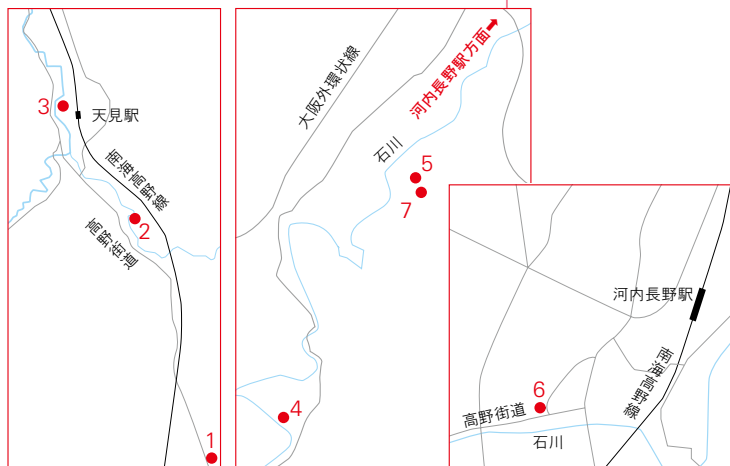 3
天見駅
南海高野線
2
高野街道
1
大阪外環状線
河内長野駅方面➡
石川
5
7
4
河内長野駅
南海高野線
6
高野街道
石川